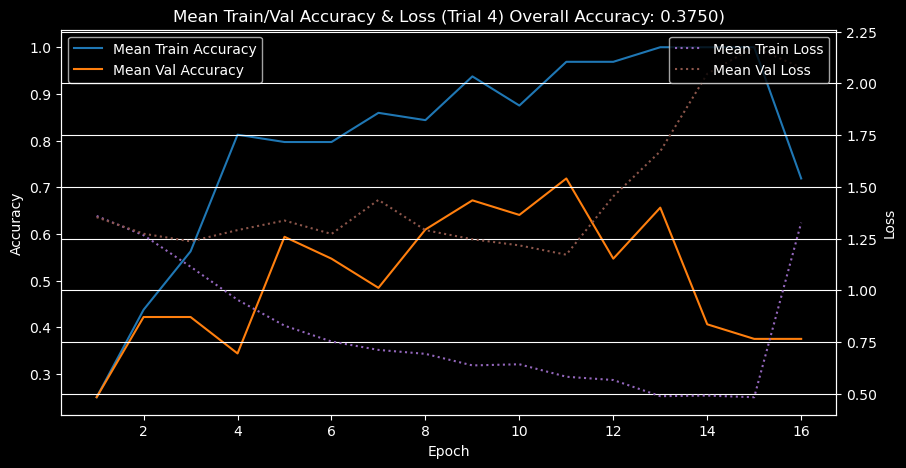 Mean Train/Val Accuracy & Loss (Trial 4) Overall Accuracy: 0.3750)
Mean Train Accuracy
Mean Val Accuracy
Mean Train Loss
Mean Val Loss
Accuracy
1.0
0.9
0.8
0.7
0.6
0.5
0.4
0.3
2.25
2.00
1.75
1.50
1.25
1.00
0.75
0.50
Loss
2 4 6 8 10 12 14 16
Epoch